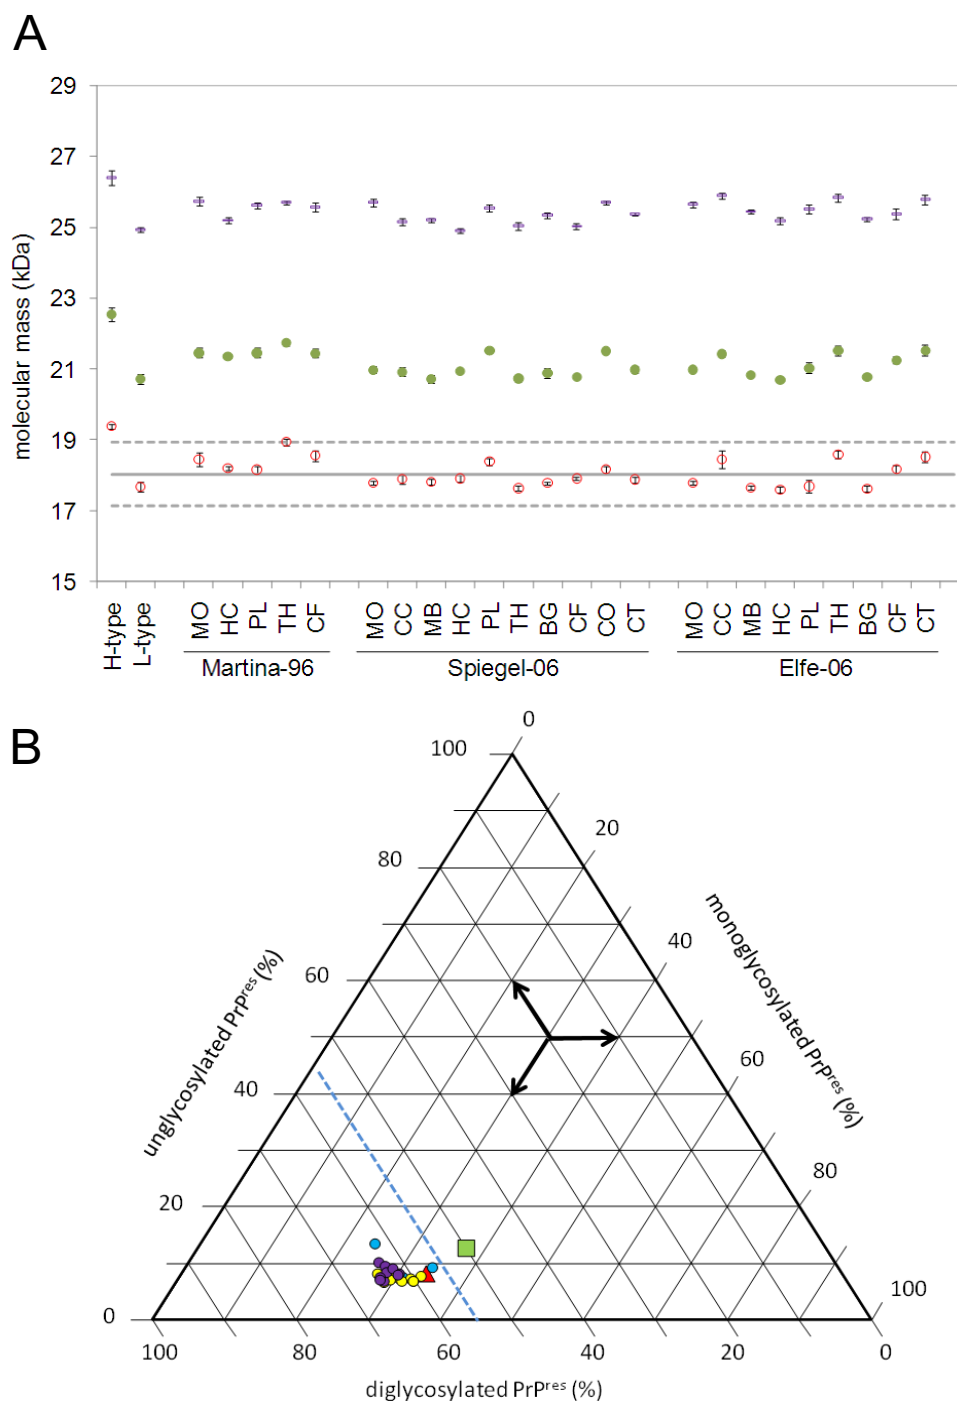 A
29
27
25
23
21
19
17
15
molecular mass (kDa)
H-type
L-type
MO
HC
PL
TH
CF
MO
CC
MB
HC
PL
TH
BG
CF
CO
CT
MO
CC
MB
HC
PL
TH
BG
CF
CT
Martina-96
Spiegel-06
Elfe-06
B
0
100
20
80
40
60
60
40
80
20
100
0
unglycosylated PrPres (%)
monoglycosylated PrPres (%)
100
80
60
40
20
0
diglycosylated PrPres (%)